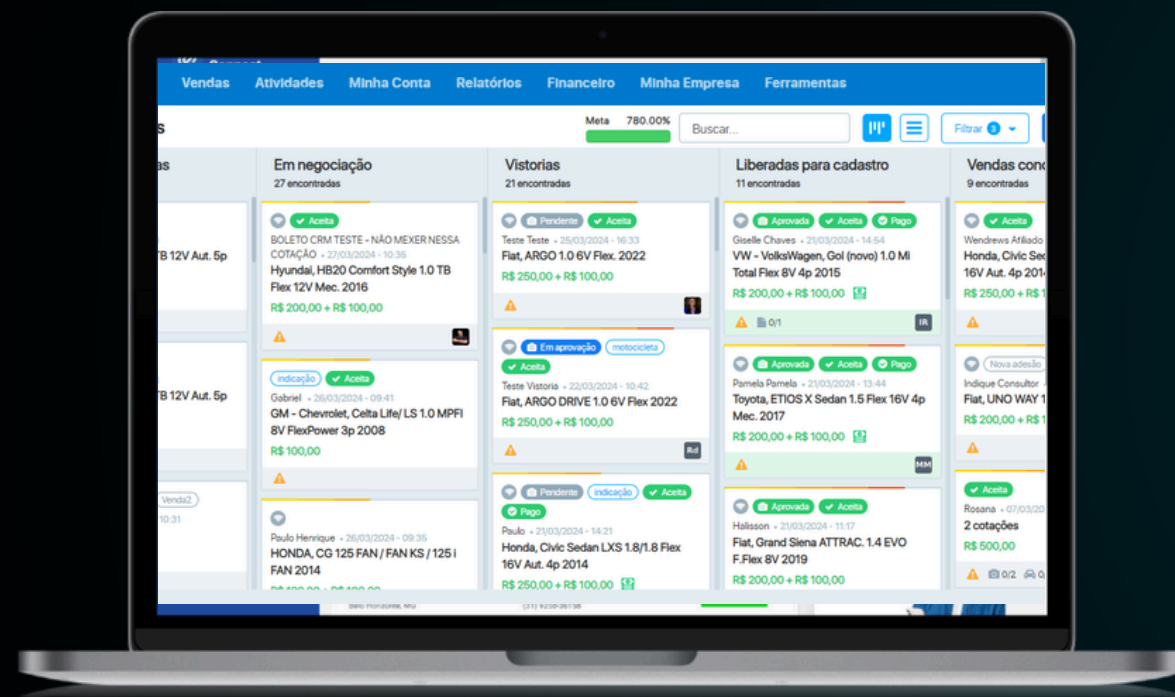 Vendas Atividades Minha Conta Relatórios Financeiro Minha Empresa Ferramentas
Meta 780.00%
Buscar...
Filtrar 3
Em negociação
27 encontradas
Aceita
BOLETO CRM TESTE - NÃO MEXER NESSA
COTAÇÃO • 27/03/2024 - 10:35
Hyundai, HB20 Comfort Style 1.0 TB
Flex 12V Mec. 2016
R$ 200,00 + R$ 100,00
indicação Aceita
Gabriel • 26/03/2024 - 09:41
GM - Chevrolet, Celta Life/ LS 1.0 MPFI
8V FlexPower 3p 2008
R$ 100,00
Paulo Henrique • 26/03/2024 - 09:35
HONDA, CG 125 FAN / FAN KS / 125 i
FAN 2014
Vistorias
21 encontradas
Pendente Aceita
Teste Teste • 25/03/2024 - 16:33
Fiat, ARGO 1.0 6V Flex. 2022
R$ 250,00 + R$ 100,00
Em aprovação motocicleta
Aceita
Teste Vistoria • 22/03/2024 - 10:42
Fiat, ARGO DRIVE 1.0 6V Flex 2022
R$ 250,00 + R$ 100,00
Rd
Pendente indicação Aceita
Pago
Paulo • 21/03/2024 - 14:21
Honda, Civic Sedan LXS 1.8/1.8 Flex
16V Aut. 4p 2014
R$ 250,00 + R$ 100,00
Liberadas para cadastro
11 encontradas
Aprovada Aceita Pago
Giselle Chaves • 21/03/2024 - 14:54
VW - VolksWagen, Gol (novo) 1.0 Mi
Total Flex 8V 4p 2015
R$ 200,00 + R$ 100,00
0/1 IR
Aprovada Aceita Pago
Pamela Pamela • 21/03/2024 - 13:44
Toyota, ETIOS X Sedan 1.5 Flex 16V 4p
Mec. 2017
R$ 200,00 + R$ 100,00
MM
Aprovada Aceita
Halisson • 21/03/2024 - 11:17
Fiat, Grand Siena ATTRAC. 1.4 EVO
F.Flex 8V 2019
R$ 200,00 + R$ 100,00
Vendas conc
9 encontradas
Aceita
Wendrews Afiliado
Honda, Civic Sed
16V Aut. 4p 2014
R$ 250,00 + R$ 1
Nova adesão
Indique Consultor
Fiat, UNO WAY 1
R$ 200,00 + R$ 1
Aceita
Rosana • 07/03/20
2 cotações
R$ 500,00
0/2
as
TB 12V Aut. 5p
TB 12V Aut. 5p
Venda2
10:31